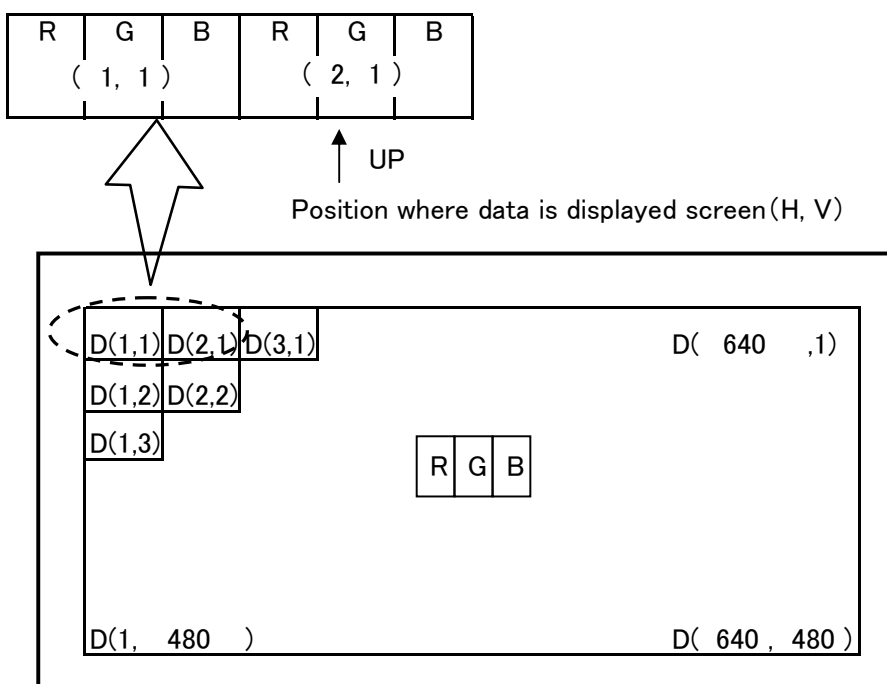 R G B R G B
( 1, 1 ) ( 2, 1 )
UP
Position where data is displayed screen(H, V)
D(1,1) D(2,1) D(3,1) D( 640 ,1)
D(1,2) D(2,2)
D(1,3)
R G B
D(1, 480 ) D( 640 , 480 )